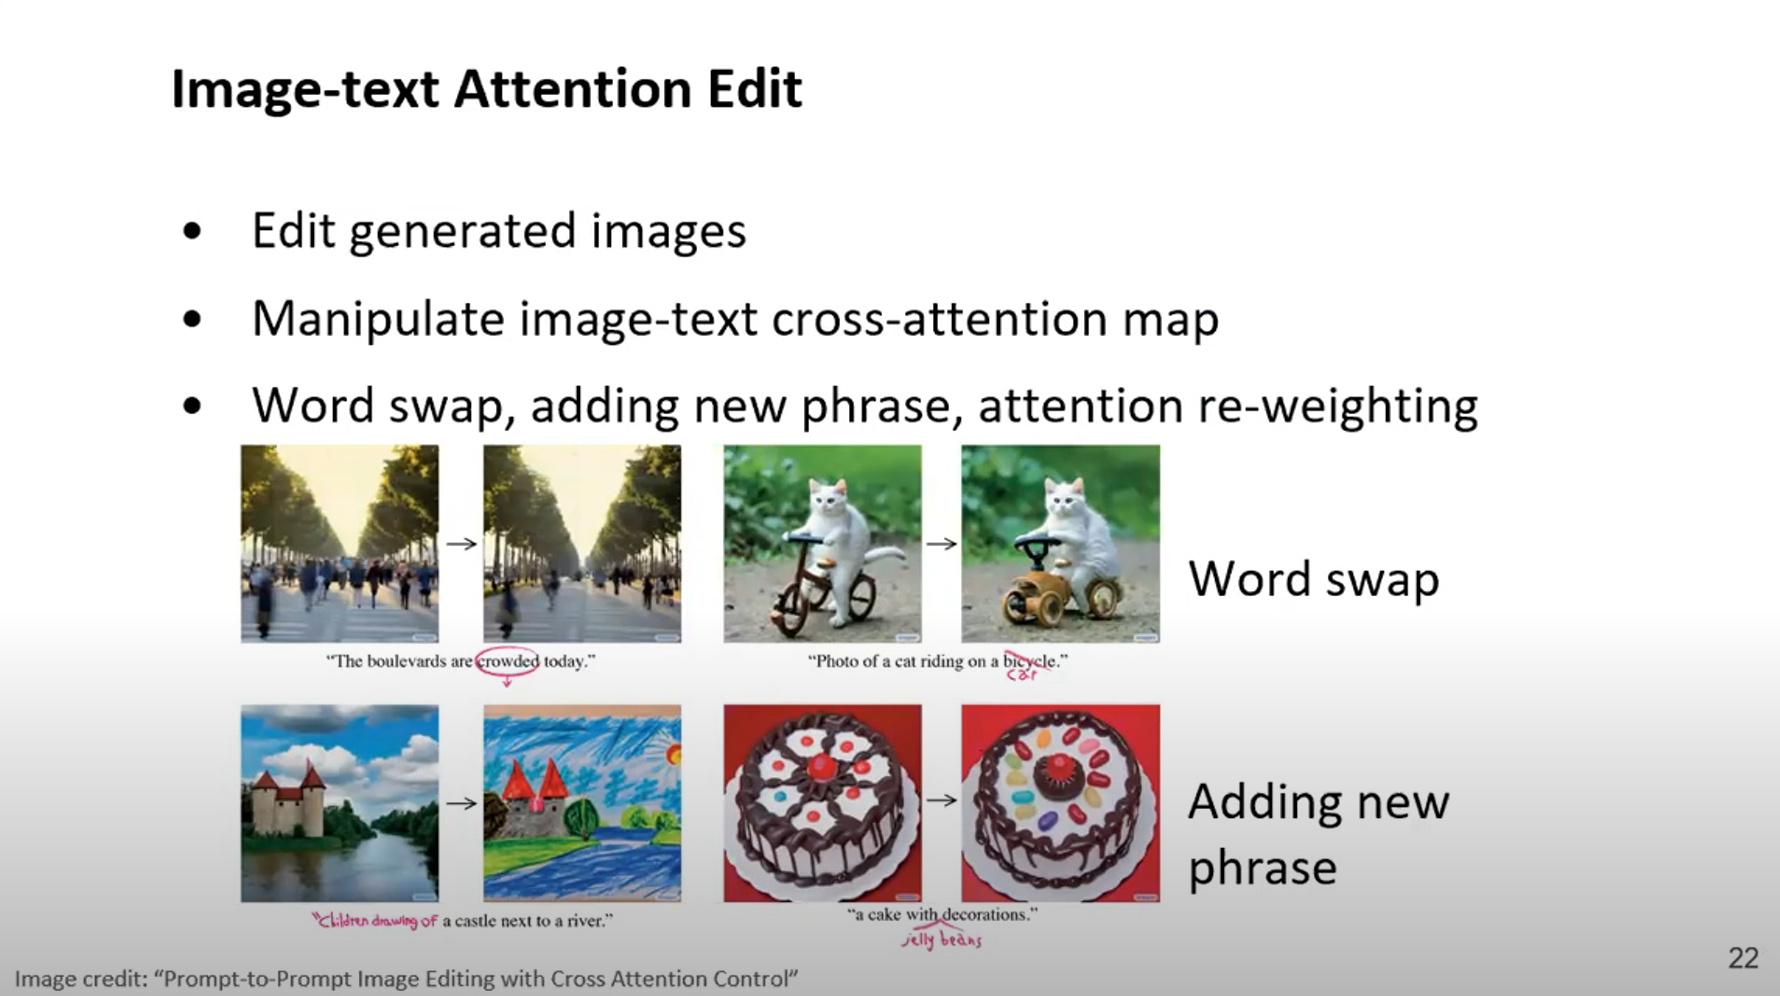 Image-text Attention Edit
• Edit generated images
• Manipulate image-text cross-attention map
• Word swap, adding new phrase, attention re-weighting
Word swap
“The boulevards are crowded today.”
“Photo of a cat riding on a bicycle.”
car
Adding new
phrase
“Children drawing of a castle next to a river.”
“a cake with decorations.”
jelly beans
22
Image credit: “Prompt-to-Prompt Image Editing with Cross Attention Control”